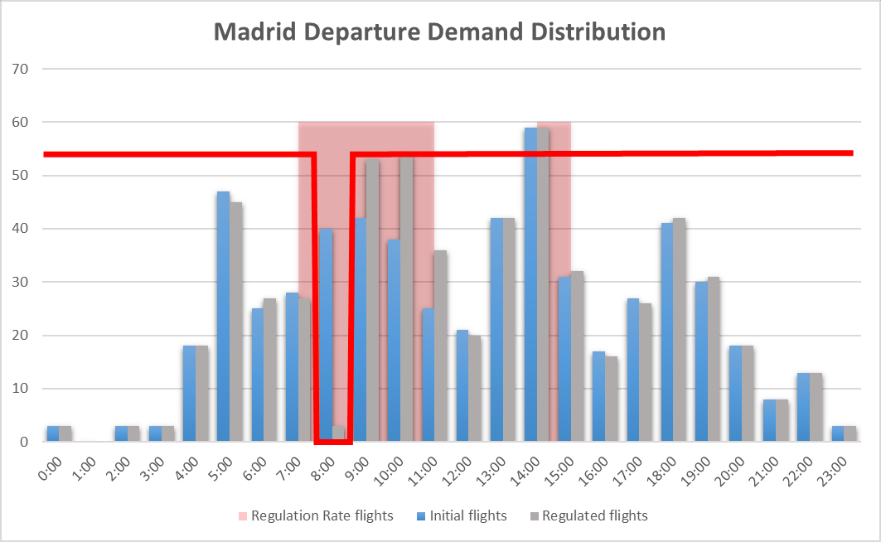 Madrid Departure Demand Distribution
70
60
50
40
30
20
10
0
0:00 1:00 2:00 3:00 4:00 5:00 6:00 7:00 8:00 9:00 10:00 11:00 12:00 13:00 14:00 15:00 16:00 17:00 18:00 19:00 20:00 21:00 22:00 23:00
Regulation Rate flights Initial flights Regulated flights